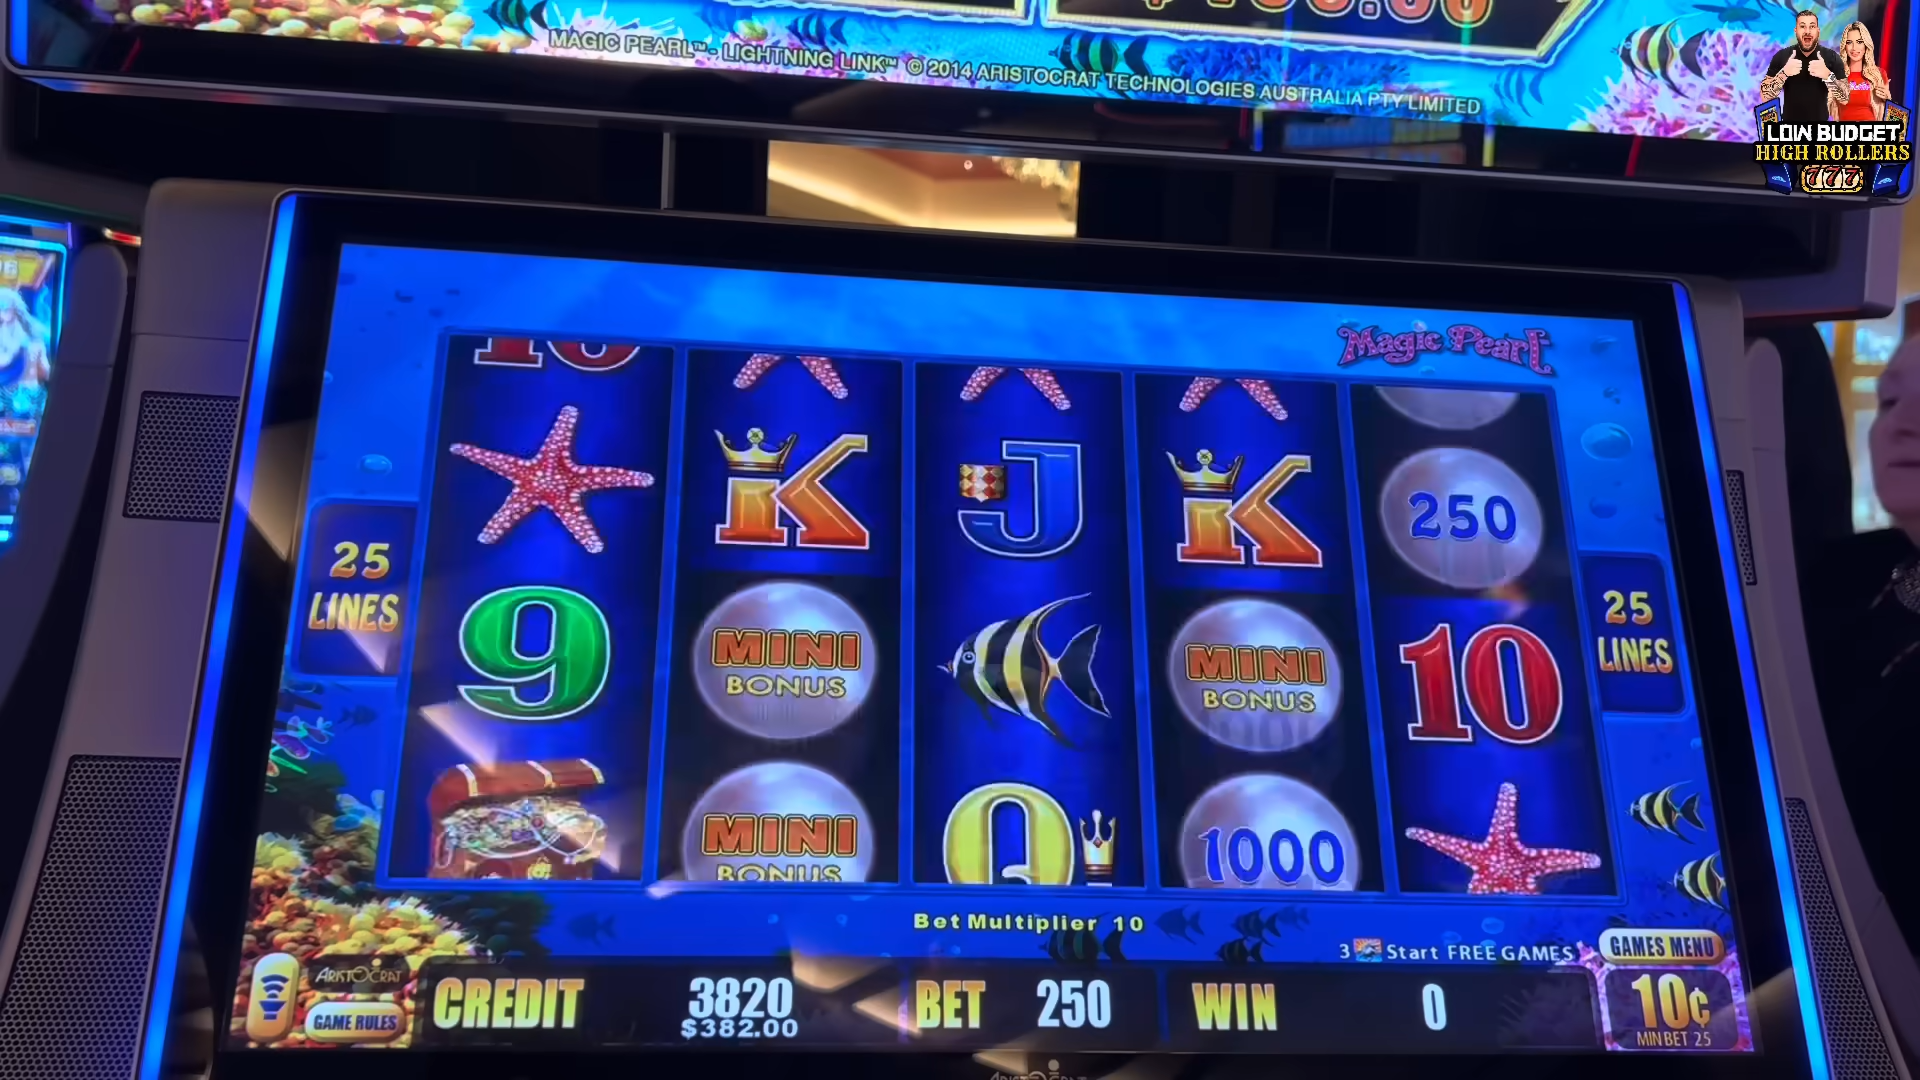 MAGIC PEARL™ - LIGHTNING LINK™ © 2014 ARISTOCRAT TECHNOLOGIES AUSTRALIA PTY LIMITED
LOW BUDGET
HIGH ROLLERS
777
Magic Pearl
10
K
J
K
250
25
LINES
9
MINI
BONUS
MINI
BONUS
10
25
LINES
MINI
BONUS
Q
1000
Bet Multiplier 10
3 Start FREE GAMES
GAMES MENU
ARISTOCRAT
GAME RULES
CREDIT 3820
$382.00
BET 250
WIN 0
10¢
MIN BET 25